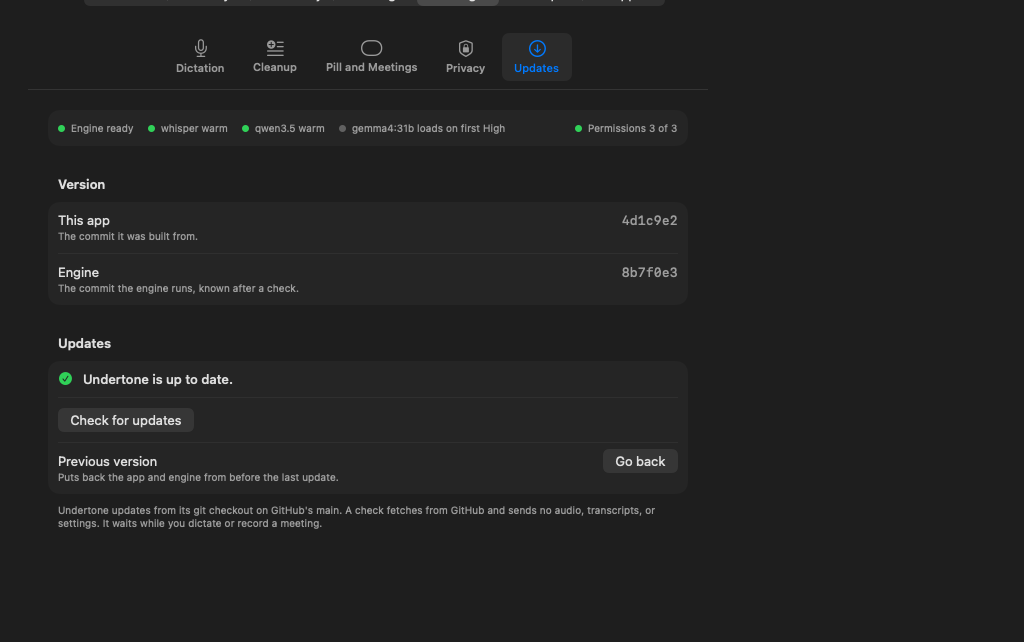 Dictation
Cleanup
Pill and Meetings
Privacy
Updates
Engine ready
whisper warm
qwen3.5 warm
gemma4:31b loads on first High
Permissions 3 of 3
Version
This app
4d1c9e2
The commit it was built from.
Engine
8b7f0e3
The commit the engine runs, known after a check.
Updates
Undertone is up to date.
Check for updates
Previous version
Go back
Puts back the app and engine from before the last update.
Undertone updates from its git checkout on GitHub's main. A check fetches from GitHub and sends no audio, transcripts, or
settings. It waits while you dictate or record a meeting.